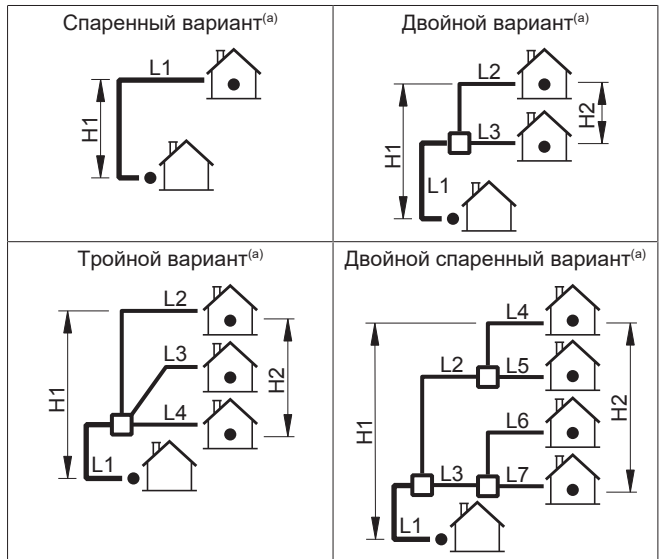 Спаренный вариант(a)
L1
H1
Двойной вариант(a)
L2
H2
L3
H1
L1
Тройной вариант(a)
L2
L3
H1
H2
L4
L1
Двойной спаренный вариант(a)
L4
L2
L5
H1
H2
L6
L3
L7
L1